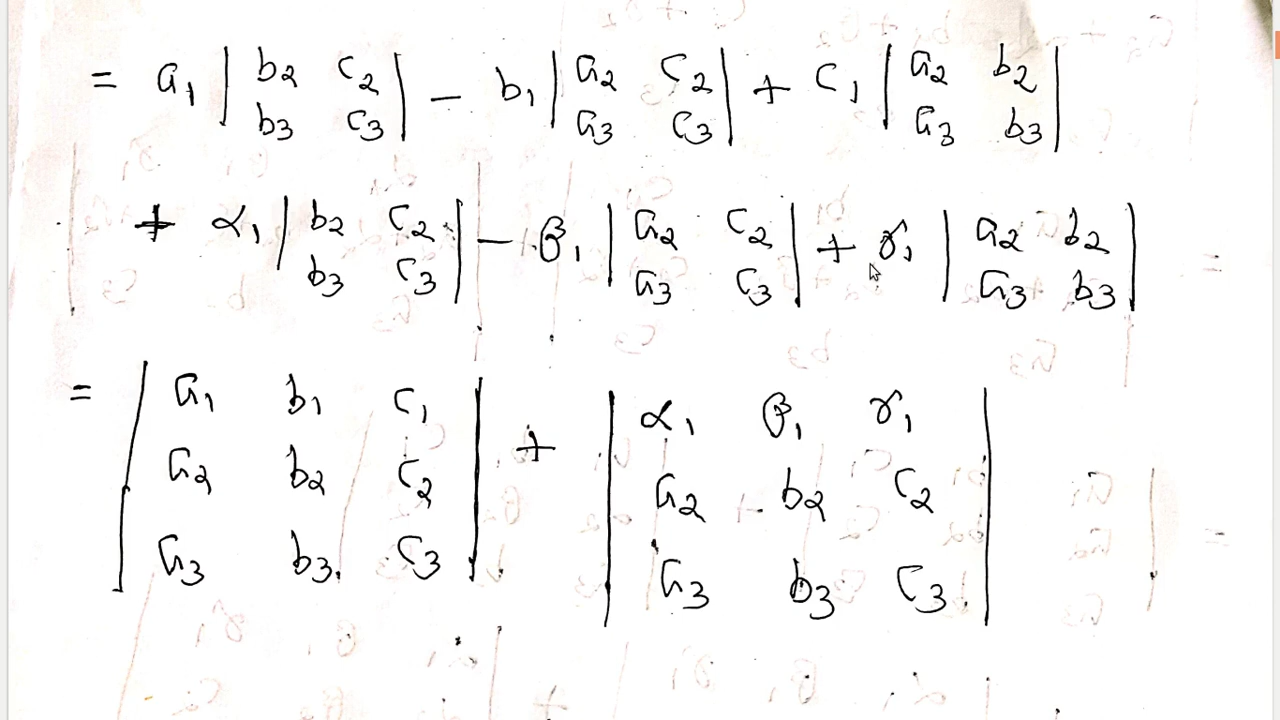 = a₁ | b₂ c₂ | − b₁ | a₂ c₂ | + c₁ | a₂ b₂ |
| b₃ c₃ | | a₃ c₃ | | a₃ b₃ |
+ α₁ | b₂ c₂ | − β₁ | a₂ c₂ | + γ₁ | a₂ b₂ |
| b₃ c₃ | | a₃ c₃ | | a₃ b₃ |
= | a₁ b₁ c₁ | + | α₁ β₁ γ₁ |
| a₂ b₂ c₂ | | a₂ b₂ c₂ |
| a₃ b₃ c₃ | | a₃ b₃ c₃ |